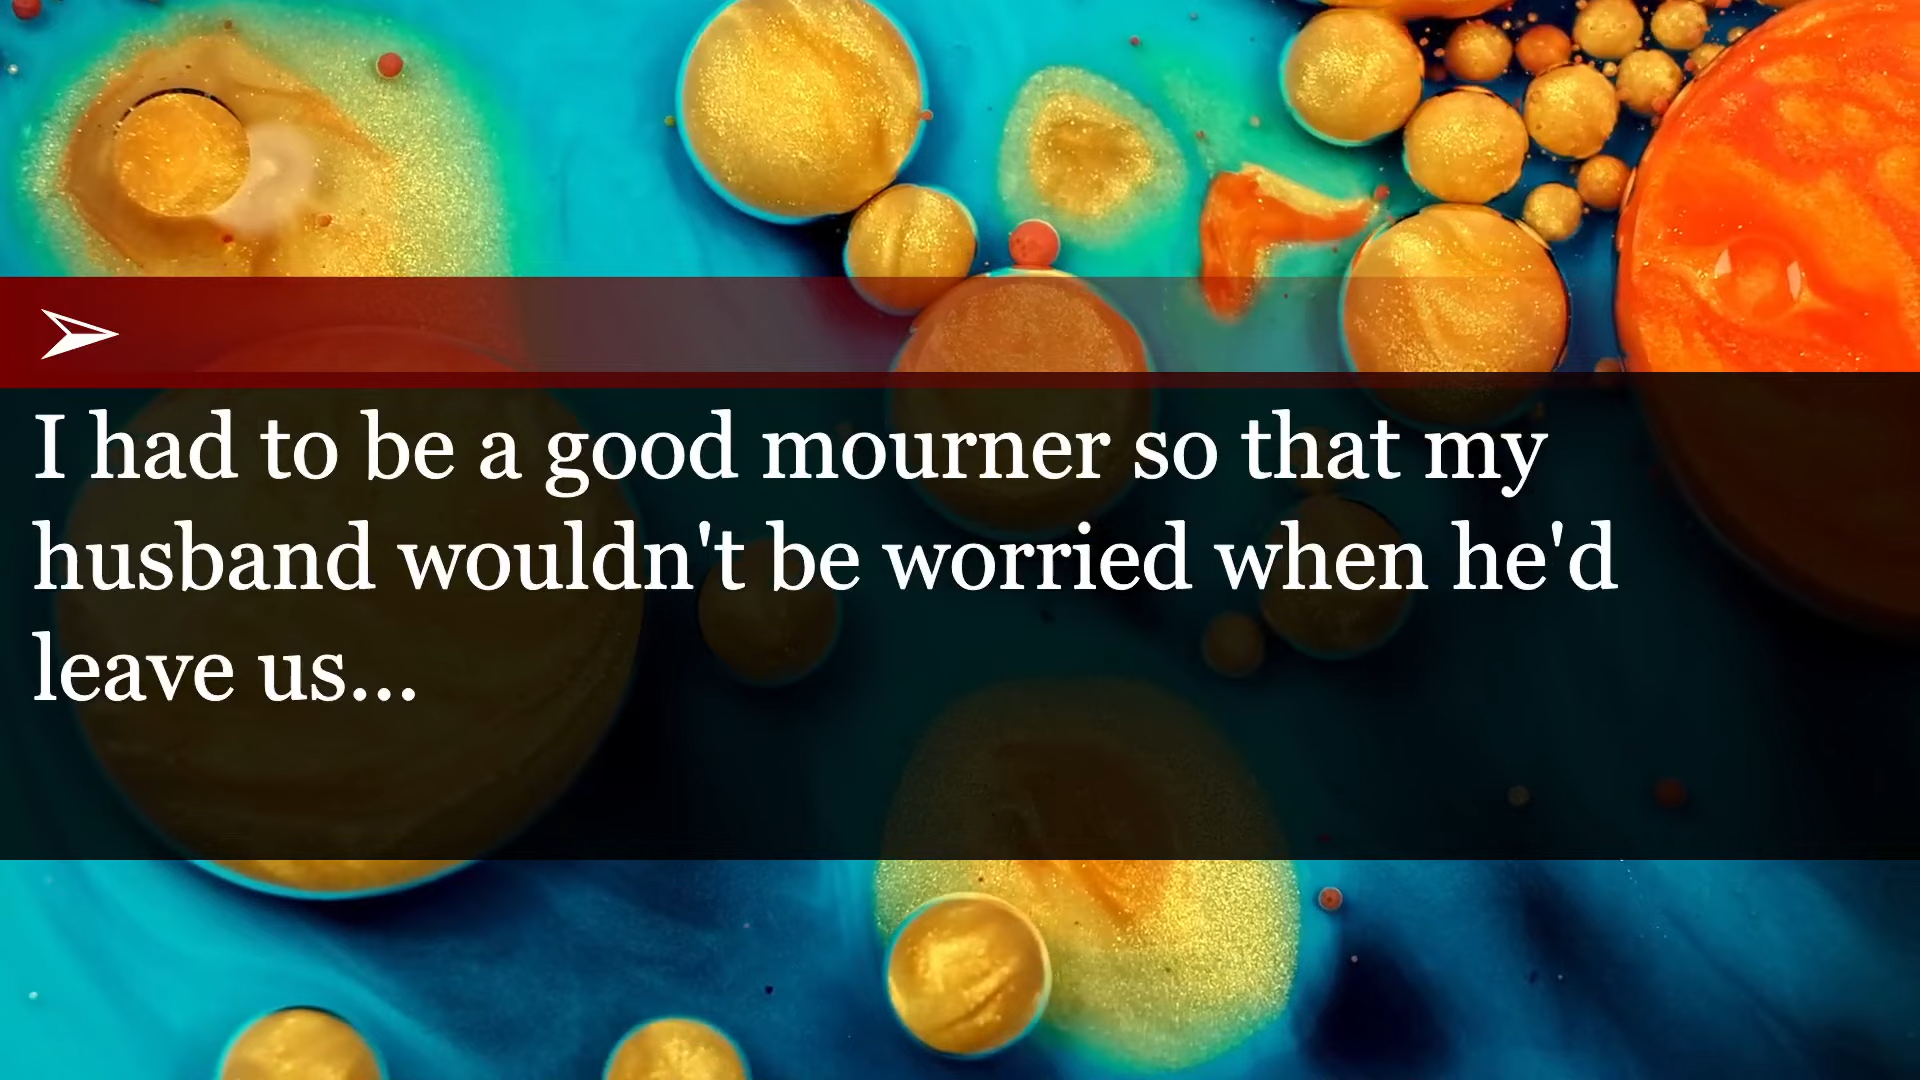 I had to be a good mourner so that my
husband wouldn't be worried when he'd
leave us...